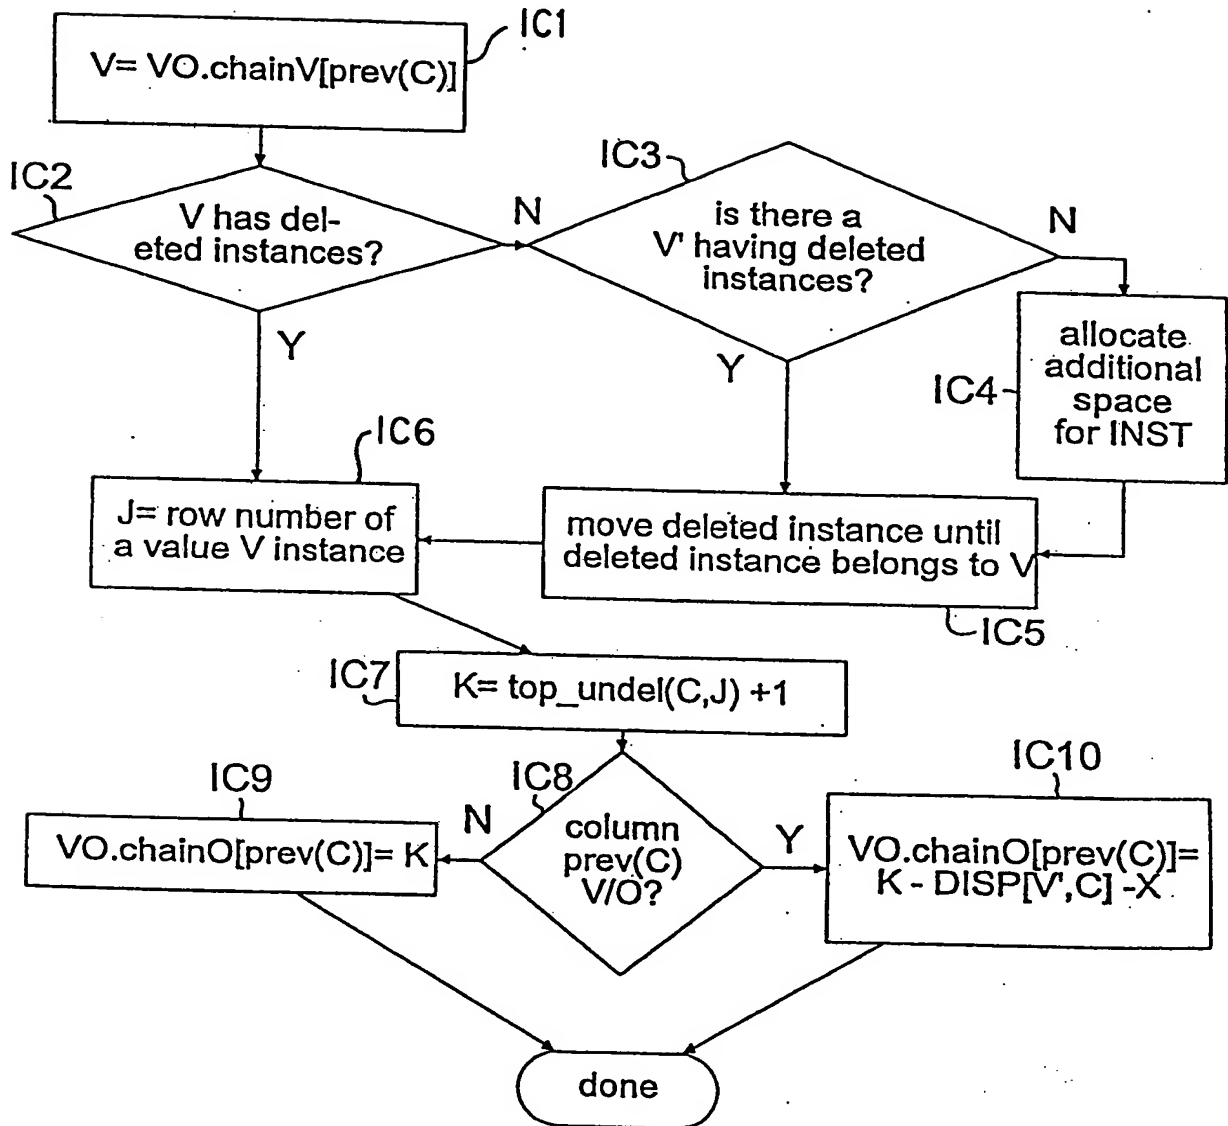 IC1
V= VO.chainV[prev(C)]
IC2
V has del-
eted instances?
N
Y
IC3
is there a
V' having deleted
instances?
N
Y
IC4
allocate
additional
space
for INST
IC6
J= row number of
a value V instance
move deleted instance until
deleted instance belongs to V
IC5
IC7
K= top_undel(C,J) +1
IC8
column
prev(C)
V/O?
N
Y
IC9
VO.chainO[prev(C)]= K
IC10
VO.chainO[prev(C)]=
K - DISP[V',C] -X
done